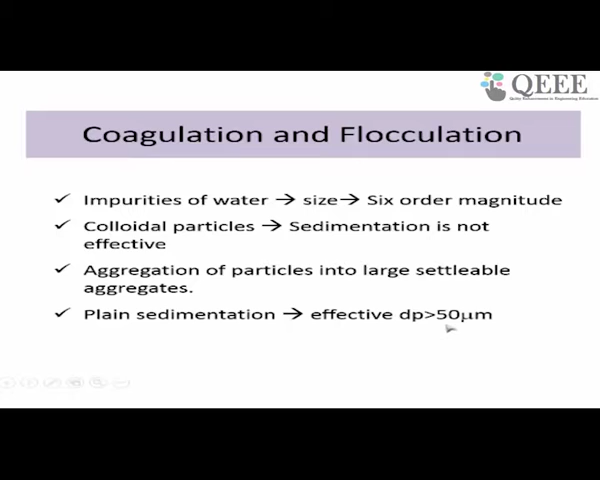 QEEE
Quality Enhancement in Engineering Education
Coagulation and Flocculation
✓ Impurities of water → size→ Six order magnitude
✓ Colloidal particles → Sedimentation is not
effective
✓ Aggregation of particles into large settleable
aggregates.
✓ Plain sedimentation → effective dp>50μm